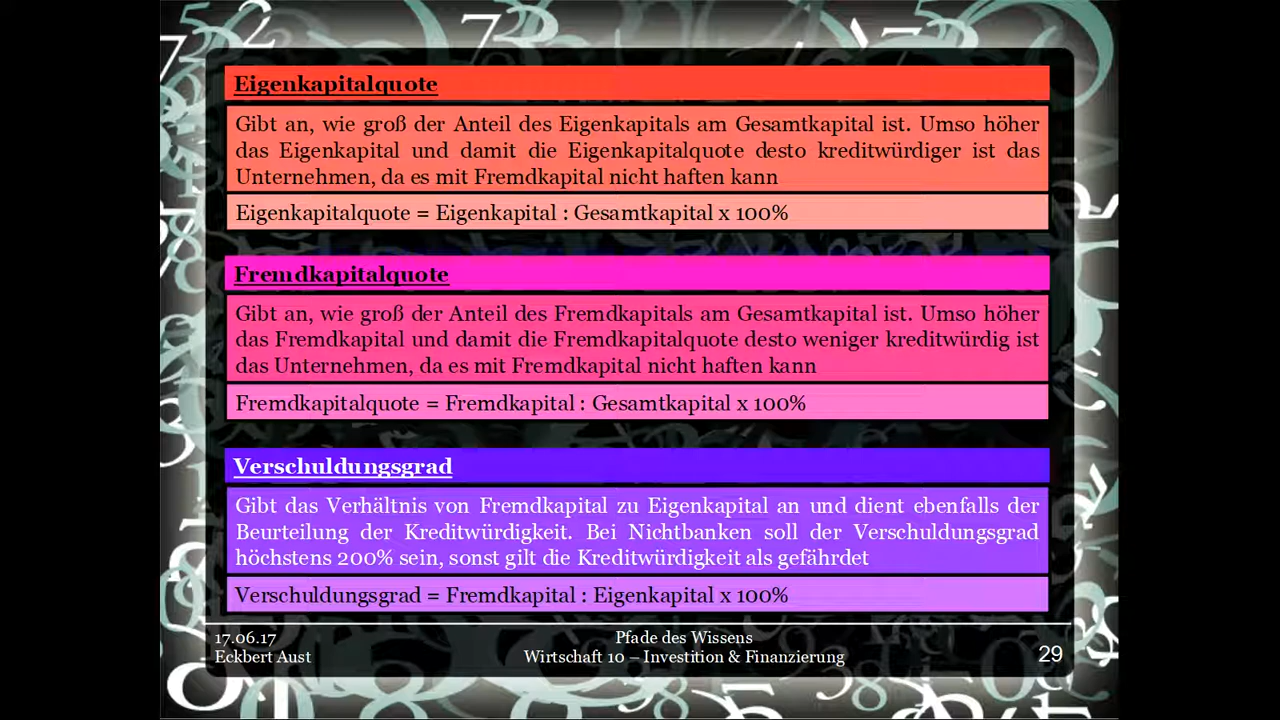 Eigenkapitalquote
Gibt an, wie groß der Anteil des Eigenkapitals am Gesamtkapital ist. Umso höher
das Eigenkapital und damit die Eigenkapitalquote desto kreditwürdiger ist das
Unternehmen, da es mit Fremdkapital nicht haften kann
Eigenkapitalquote = Eigenkapital : Gesamtkapital x 100%
Fremdkapitalquote
Gibt an, wie groß der Anteil des Fremdkapitals am Gesamtkapital ist. Umso höher
das Fremdkapital und damit die Fremdkapitalquote desto weniger kreditwürdig ist
das Unternehmen, da es mit Fremdkapital nicht haften kann
Fremdkapitalquote = Fremdkapital : Gesamtkapital x 100%
Verschuldungsgrad
Gibt das Verhältnis von Fremdkapital zu Eigenkapital an und dient ebenfalls der
Beurteilung der Kreditwürdigkeit. Bei Nichtbanken soll der Verschuldungsgrad
höchstens 200% sein, sonst gilt die Kreditwürdigkeit als gefährdet
Verschuldungsgrad = Fremdkapital : Eigenkapital x 100%
17.06.17
Eckbert Aust
Pfade des Wissens
Wirtschaft 10 – Investition & Finanzierung
29